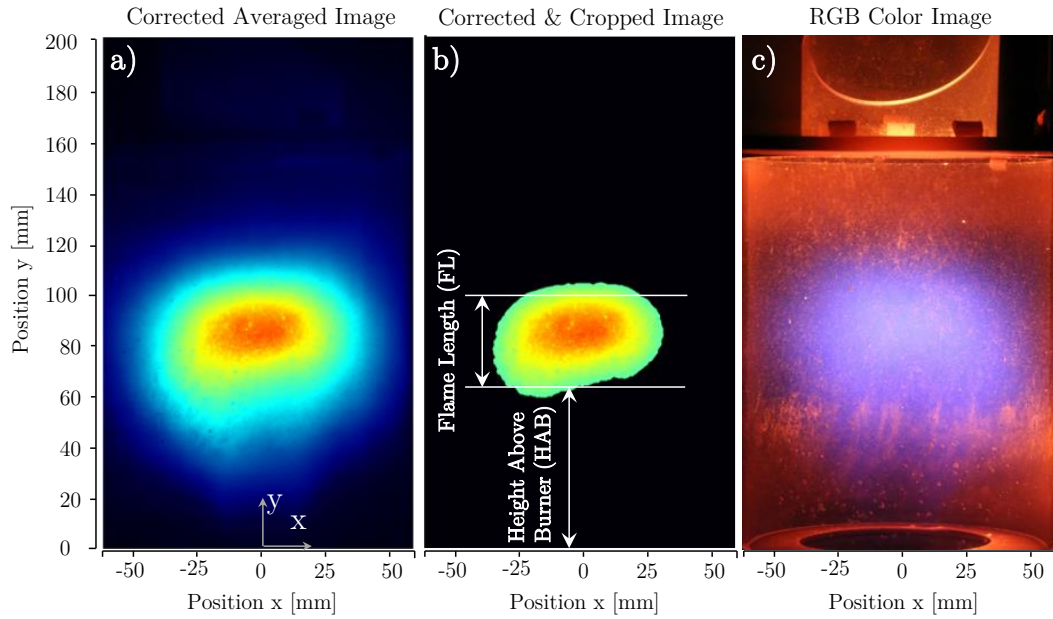 Corrected Averaged Image
Corrected & Cropped Image
RGB Color Image
a)
b)
c)
Position y [mm]
200
180
160
140
120
100
80
60
40
20
0
y
x
Flame Length (FL)
Height Above
Burner (HAB)
-50
-25
0
25
50
-50
-25
0
25
50
-50
-25
0
25
50
Position x [mm]
Position x [mm]
Position x [mm]